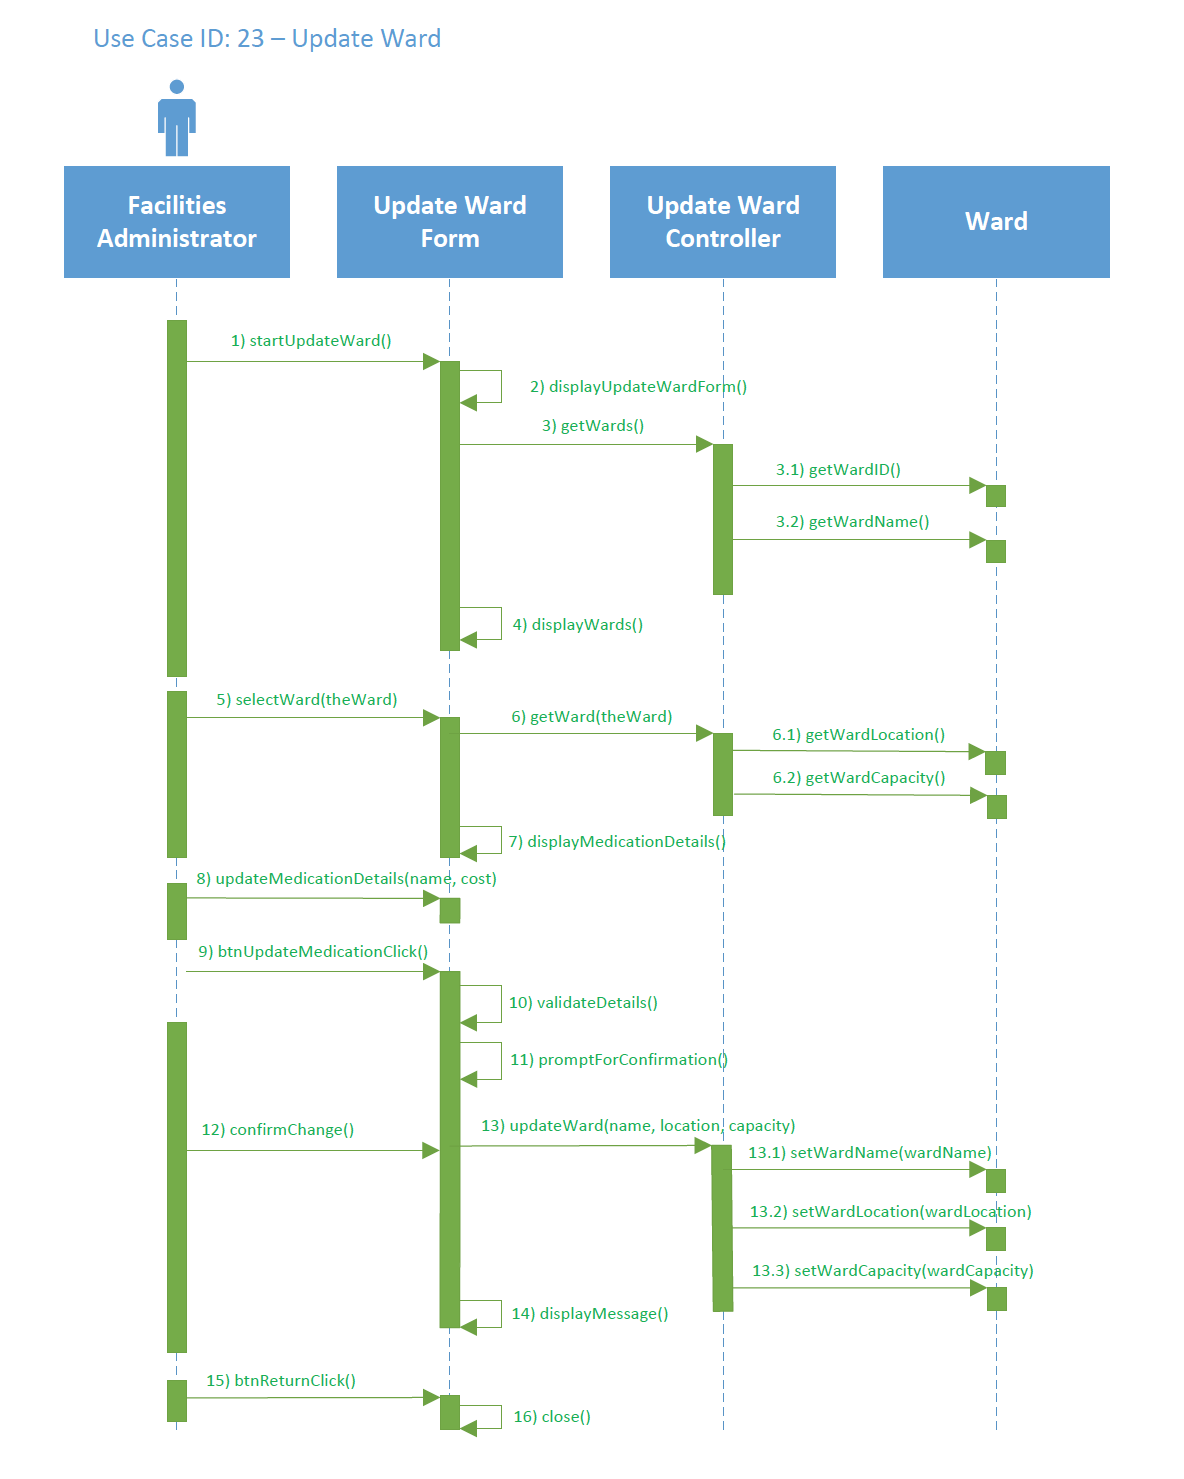 Use Case ID: 23 – Update Ward
Facilities
Administrator
Update Ward
Form
Update Ward
Controller
Ward
1) startUpdateWard()
2) displayUpdateWardForm()
3) getWards()
3.1) getWardID()
3.2) getWardName()
4) displayWards()
5) selectWard(theWard)
6) getWard(theWard)
6.1) getWardLocation()
6.2) getWardCapacity()
7) displayMedicationDetails()
8) updateMedicationDetails(name, cost)
9) btnUpdateMedicationClick()
10) validateDetails()
11) promptForConfirmation()
12) confirmChange()
13) updateWard(name, location, capacity)
13.1) setWardName(wardName)
13.2) setWardLocation(wardLocation)
13.3) setWardCapacity(wardCapacity)
14) displayMessage()
15) btnReturnClick()
16) close()